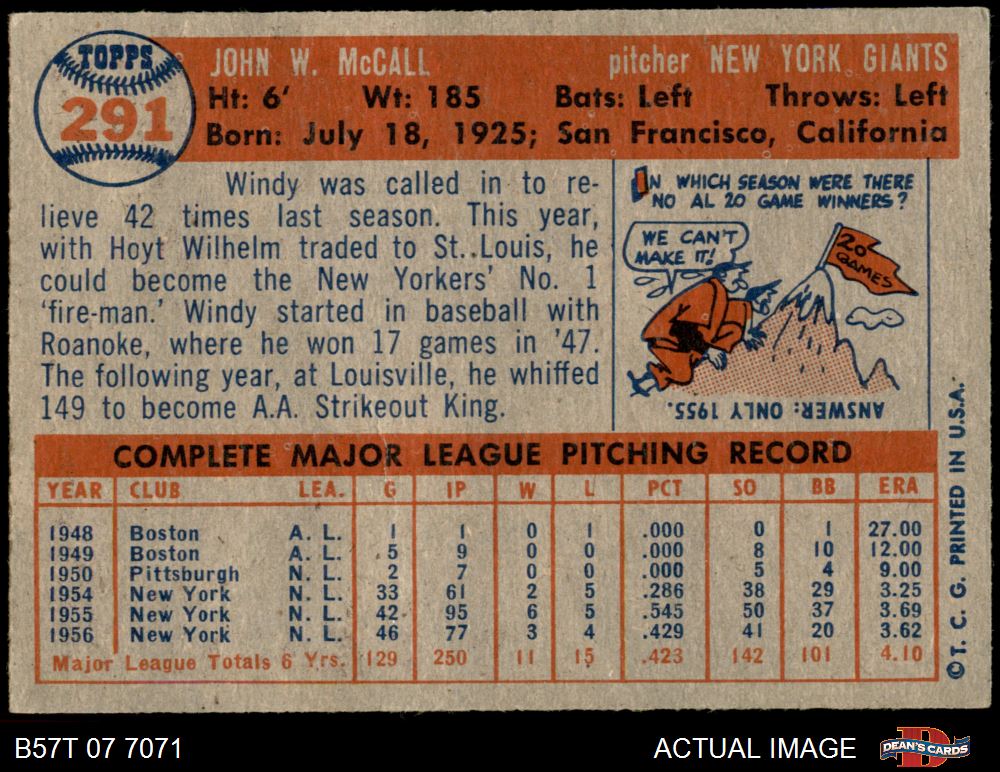 TOPPS
291
JOHN W. McCALL pitcher NEW YORK GIANTS
Ht: 6' Wt: 185 Bats: Left Throws: Left
Born: July 18, 1925; San Francisco, California
Windy was called in to re-
lieve 42 times last season. This year,
with Hoyt Wilhelm traded to St..Louis, he
could become the New Yorkers' No. 1
'fire-man.' Windy started in baseball with
Roanoke, where he won 17 games in '47.
The following year, at Louisville, he whiffed
149 to become A.A. Strikeout King.
IN WHICH SEASON WERE THERE
NO AL 20 GAME WINNERS?
WE CAN'T
MAKE IT!
20
GAMES
ANSWER: ONLY 1955.
COMPLETE MAJOR LEAGUE PITCHING RECORD
YEAR CLUB LEA. G IP W L PCT SO BB ERA
1948 Boston A. L. 1 1 0 1 .000 0 1 27.00
1949 Boston A. L. 5 9 0 0 .000 8 10 12.00
1950 Pittsburgh N. L. 2 7 0 0 .000 5 4 9.00
1954 New York N. L. 33 61 2 5 .286 38 29 3.25
1955 New York N. L. 42 95 6 5 .545 50 37 3.69
1956 New York N. L. 46 77 3 4 .429 41 20 3.62
Major League Totals 6 Yrs. 129 250 11 15 .423 142 101 4.10
© T. C. G. PRINTED IN U.S.A.
B57T 07 7071 ACTUAL IMAGE
DEAN'S CARDS